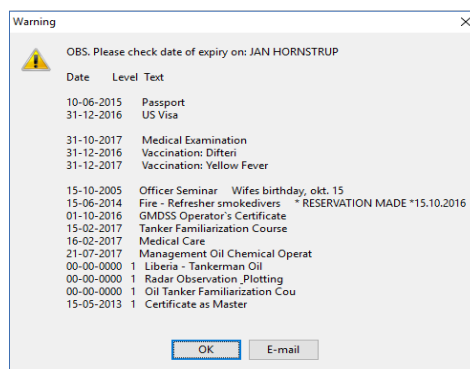 Warning
OBS. Please check date of expiry on: JAN HORNSTRUP
Date Level Text
10-06-2015 Passport
31-12-2016 US Visa
31-10-2017 Medical Examination
31-12-2016 Vaccination: Difteri
31-12-2017 Vaccination: Yellow Fever
15-10-2005 Officer Seminar Wifes birthday, okt. 15
15-06-2014 Fire - Refresher smokedivers * RESERVATION MADE *15.10.2016
01-10-2016 GMDSS Operator`s Certificate
15-02-2017 Tanker Familiarization Course
16-02-2017 Medical Care
21-07-2017 Management Oil Chemical Operat
00-00-0000 1 Liberia - Tankerman Oil
00-00-0000 1 Radar Observation _Plotting
00-00-0000 1 Oil Tanker Familiarization Cou
15-05-2013 1 Certificate as Master
OK E-mail